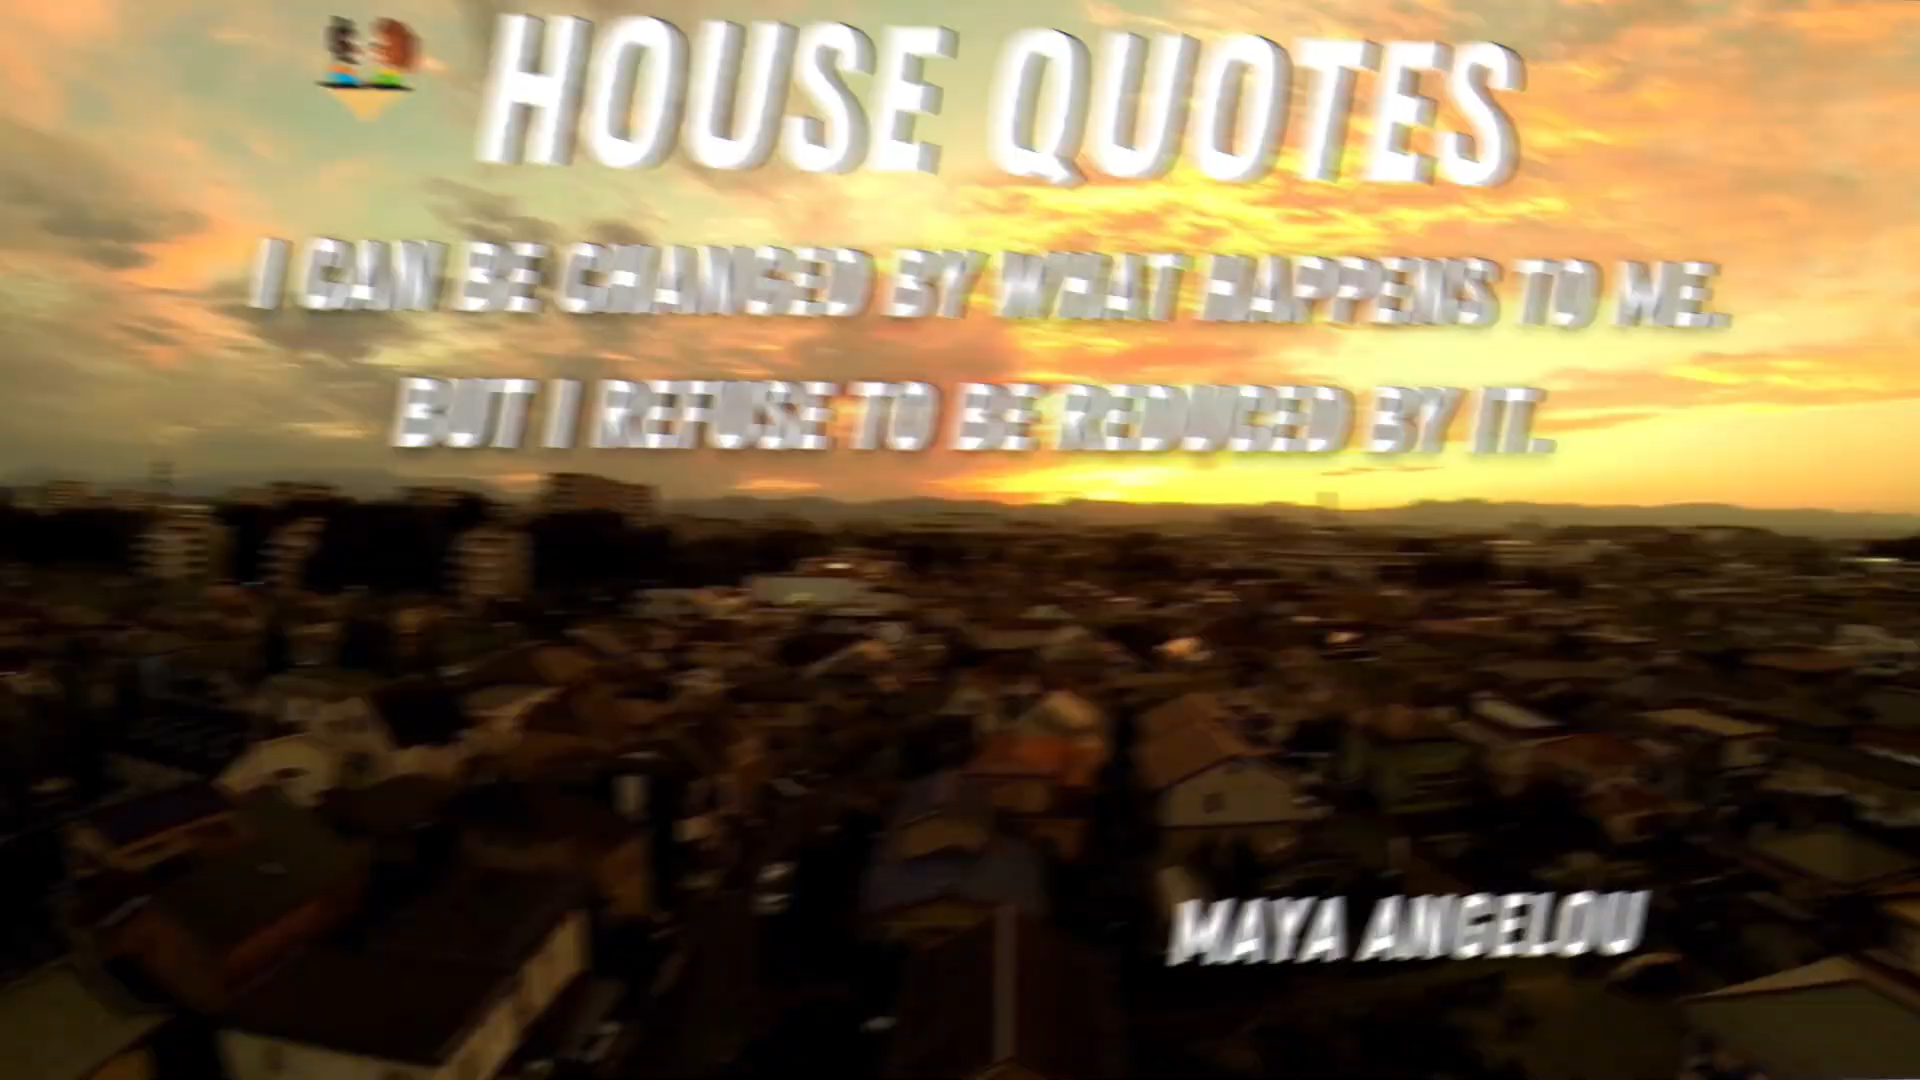 HOUSE QUOTES
I CAN BE CHANGED BY WHAT HAPPENS TO ME.
BUT I REFUSE TO BE REDUCED BY IT.
MAYA ANGELOU